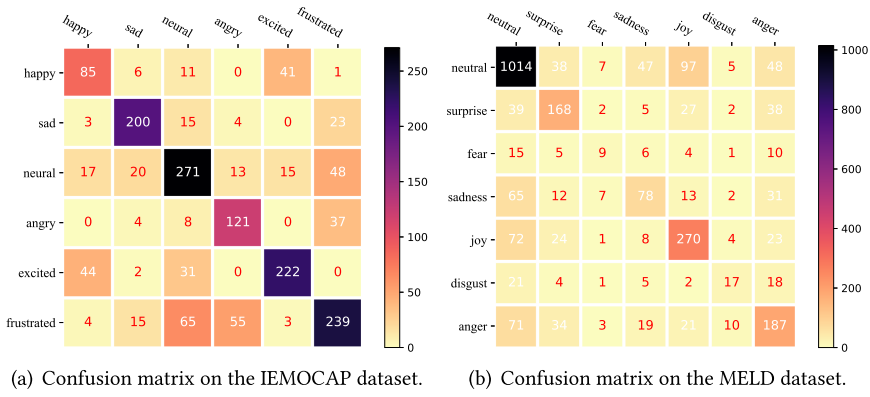 happy sad neural angry excited frustrated
happy 85 6 11 0 41 1
sad 3 200 15 4 0 23
neural 17 20 271 13 15 48
angry 0 4 8 121 0 37
excited 44 2 31 0 222 0
frustrated 4 15 65 55 3 239
250
200
150
100
50
0
(a) Confusion matrix on the IEMOCAP dataset.
neutral surprise fear sadness joy disgust anger
neutral 1014 38 7 47 97 5 48
surprise 39 168 2 5 27 2 38
fear 15 5 9 6 4 1 10
sadness 65 12 7 78 13 2 31
joy 72 24 1 8 270 4 23
disgust 21 4 1 5 2 17 18
anger 71 34 3 19 21 10 187
1000
800
600
400
200
0
(b) Confusion matrix on the MELD dataset.